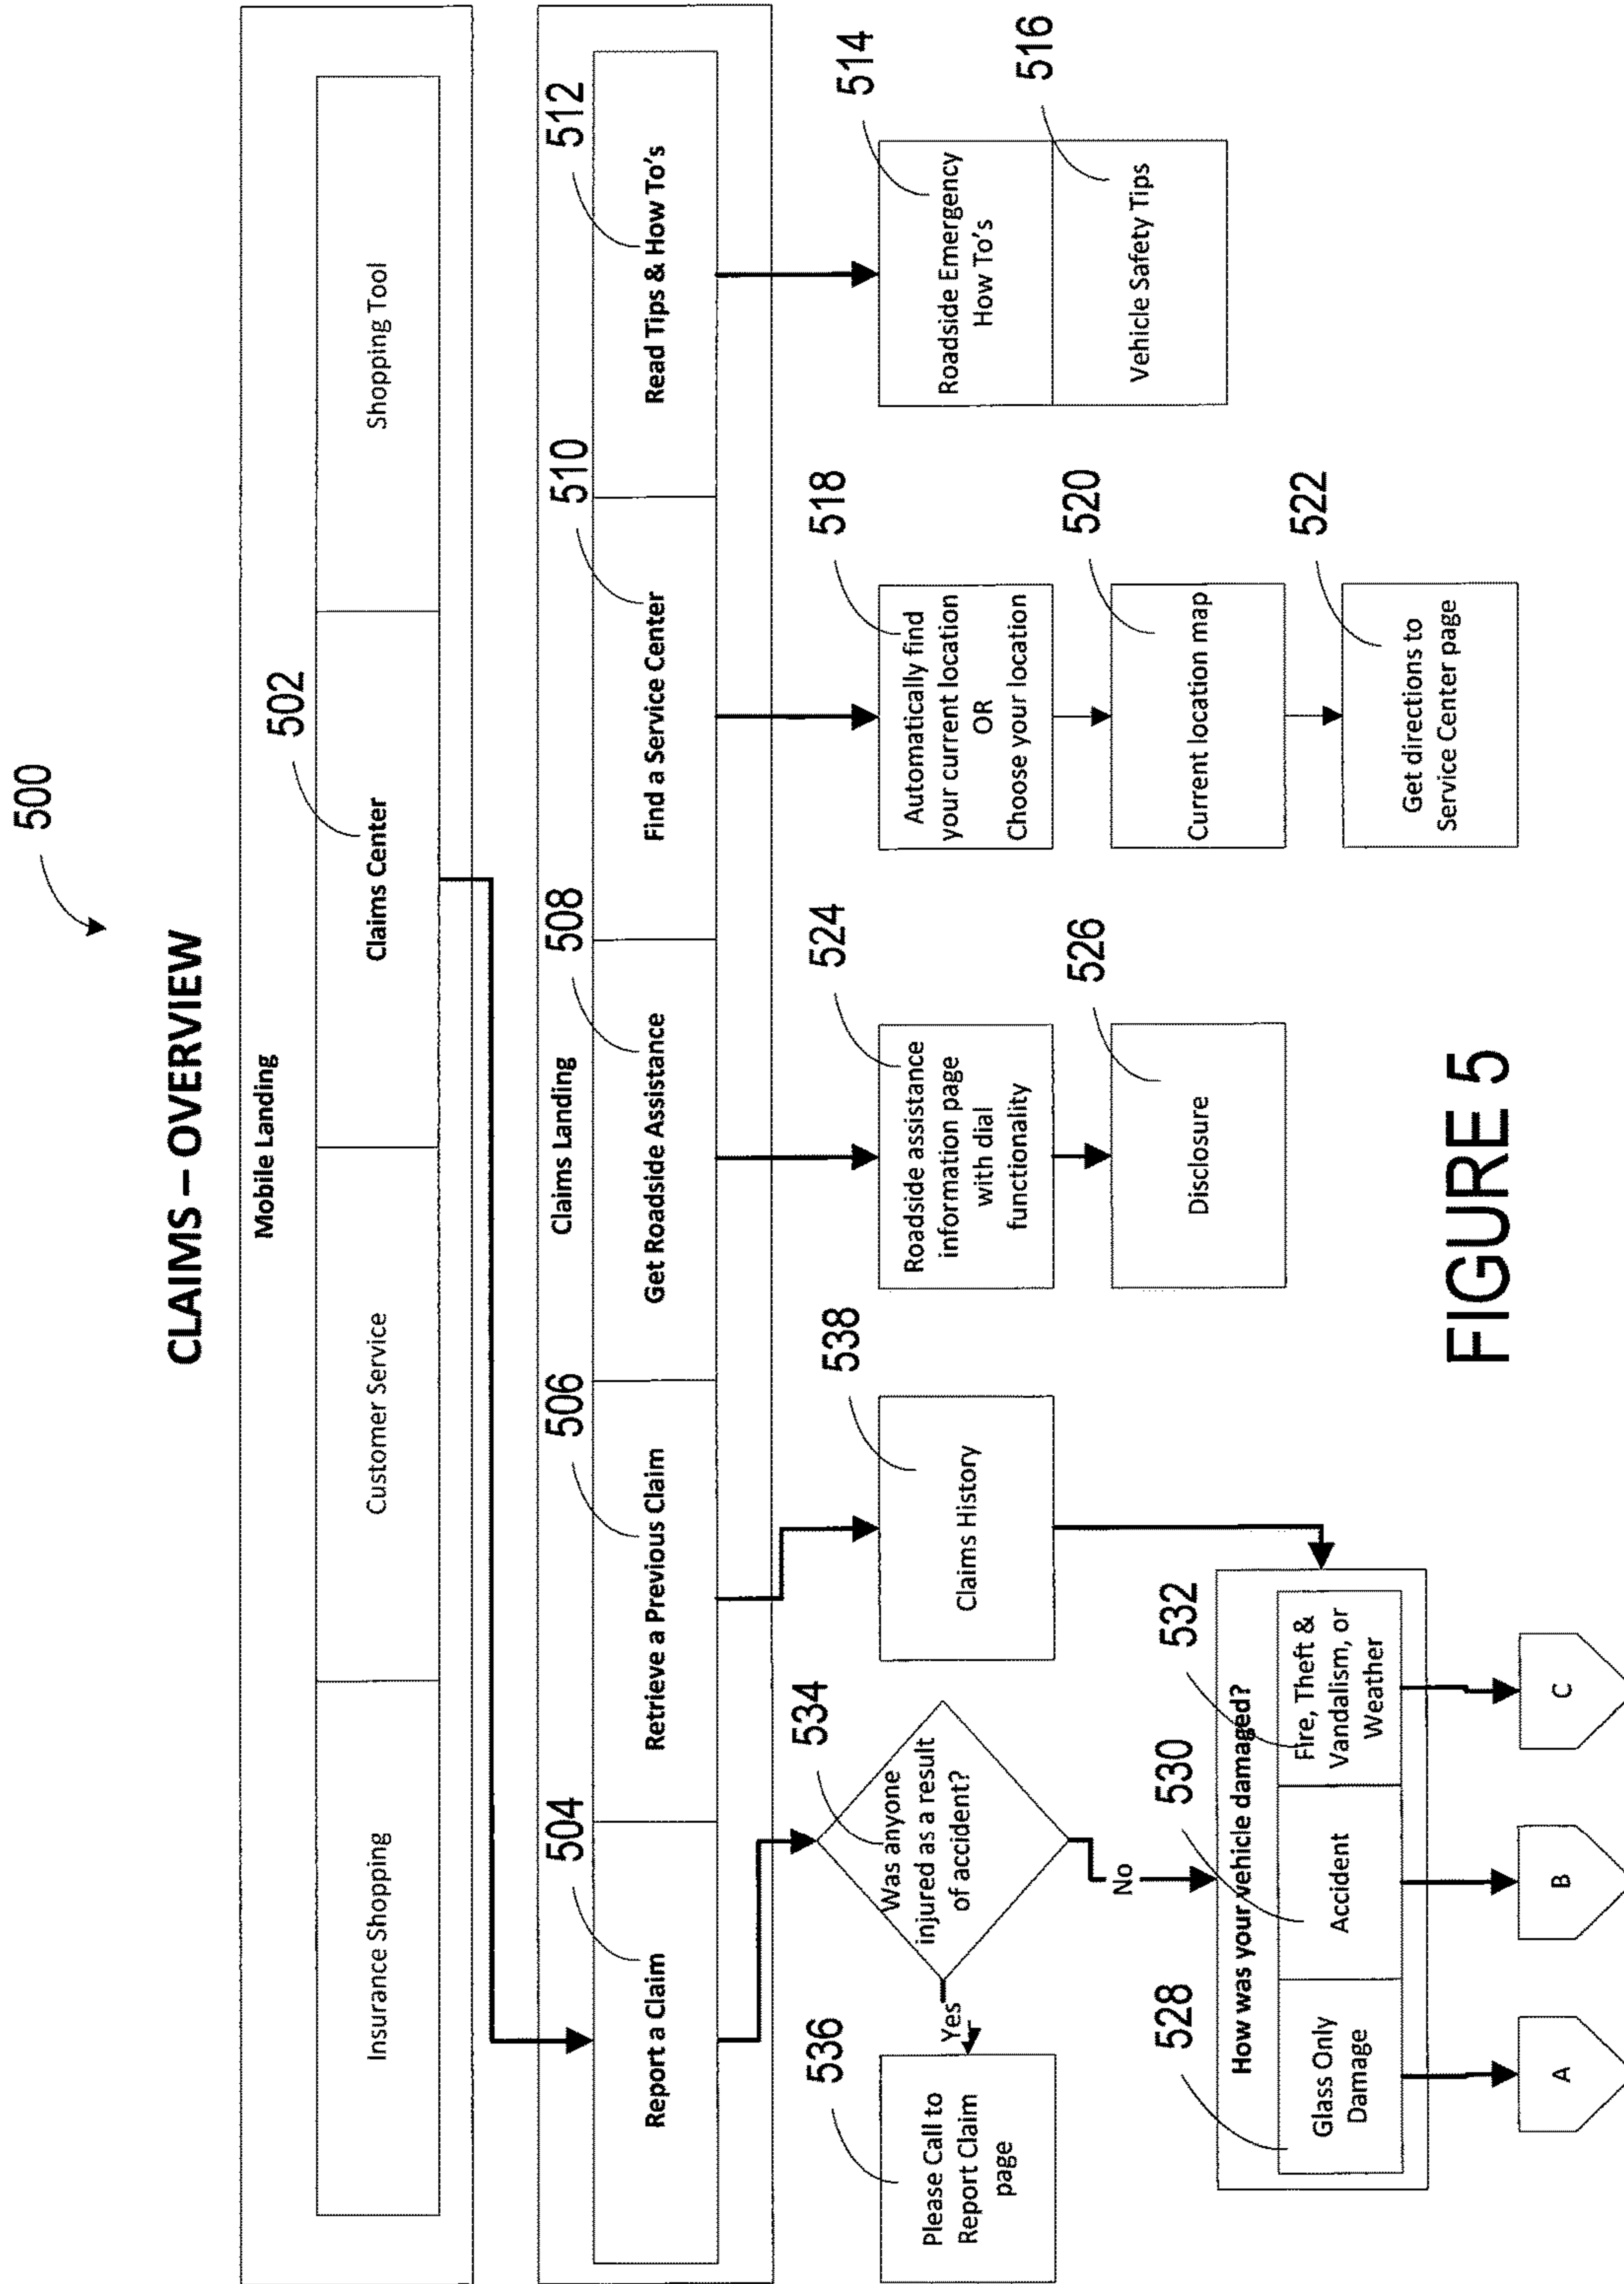 500
CLAIMS – OVERVIEW
Mobile Landing
502
Insurance Shopping
Customer Service
Claims Center
Shopping Tool
Claims Landing
504
506
508
510
512
Report a Claim
Retrieve a Previous Claim
Get Roadside Assistance
Find a Service Center
Read Tips & How To's
536
Please Call to
Report Claim
page
Yes
534
Was anyone
injured as a result
of accident?
No
538
Claims History
524
Roadside assistance
information page
with dial
functionality
526
Disclosure
518
Automatically find
your current location
OR
Choose your location
520
Current location map
522
Get directions to
Service Center page
514
Roadside Emergency
How To's
516
Vehicle Safety Tips
528
530
532
How was your vehicle damaged?
Glass Only
Damage
Accident
Fire, Theft &
Vandalism, or
Weather
A
B
C
FIGURE 5